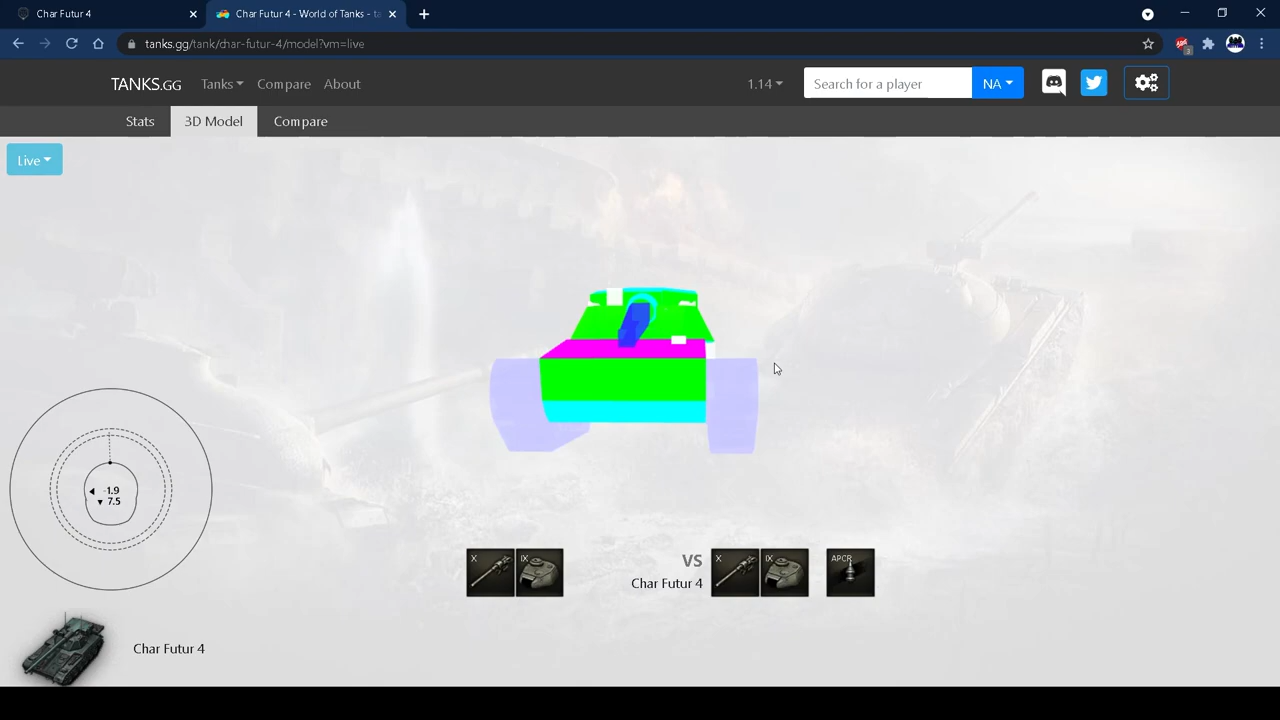 Char Futur 4
Char Futur 4 - World of Tanks - ta
tanks.gg/tank/char-futur-4/model?vm=live
3
TANKS.GG
Tanks
Compare
About
1.14
Search for a player
NA
Stats
3D Model
Compare
Live
-1.9
7.5
X
IX
VS
Char Futur 4
X
IX
APCR
Char Futur 4